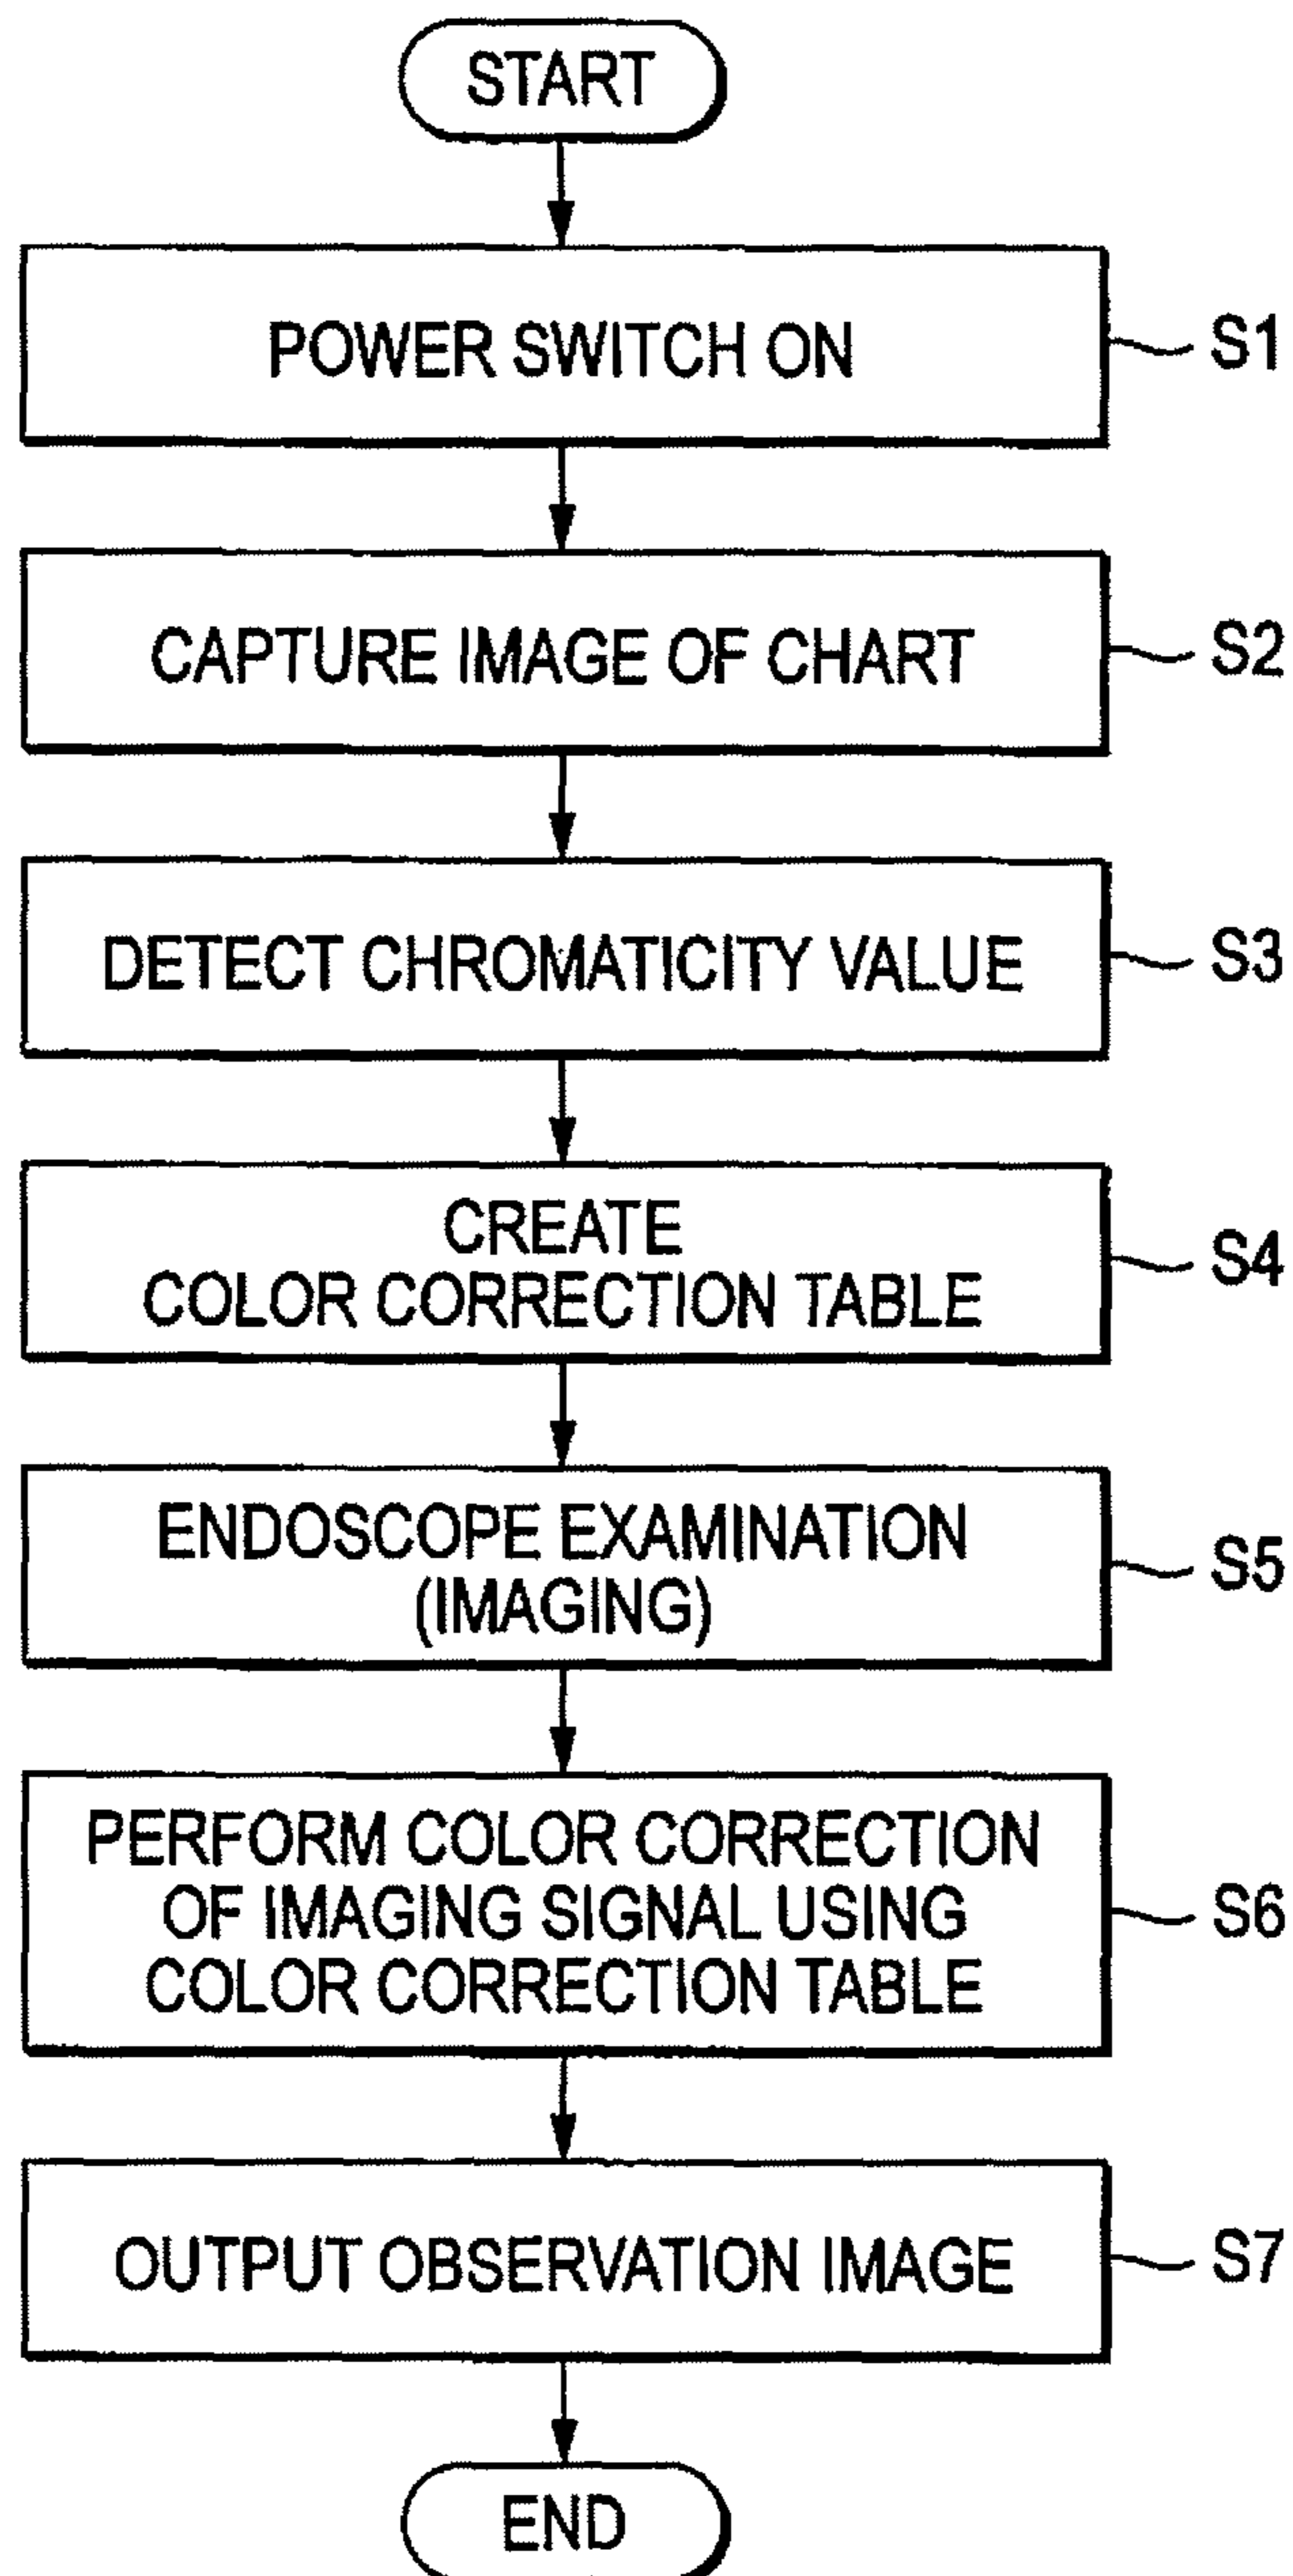 START
POWER SWITCH ON
S1
CAPTURE IMAGE OF CHART
S2
DETECT CHROMATICITY VALUE
S3
CREATE
COLOR CORRECTION TABLE
S4
ENDOSCOPE EXAMINATION
(IMAGING)
S5
PERFORM COLOR CORRECTION
OF IMAGING SIGNAL USING
COLOR CORRECTION TABLE
S6
OUTPUT OBSERVATION IMAGE
S7
END